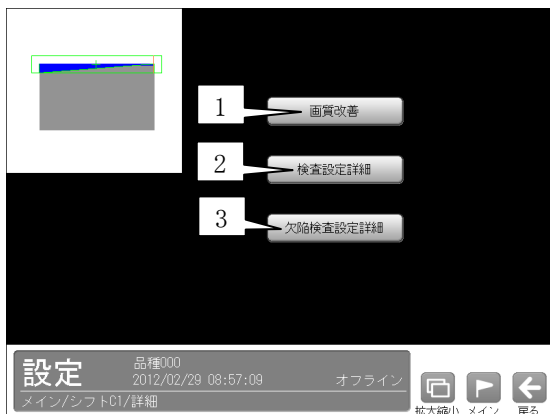 1
画質改善
2
検査設定詳細
3
欠陥検査設定詳細
設定
品種000
2012/02/29 08:57:09
オフライン
メイン/シフトC1/詳細
拡大縮小
メイン
戻る